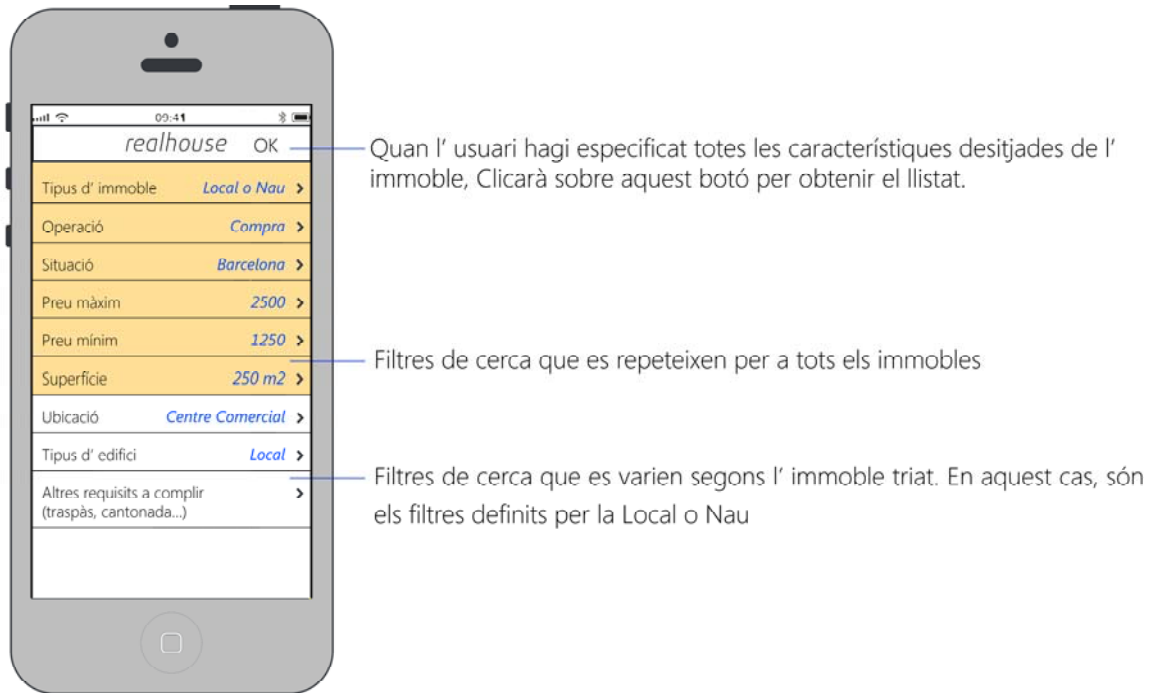 09:41
realhouse OK
Quan l' usuari hagi especificat totes les característiques desitjades de l'
immoble, Clicarà sobre aquest botó per obtenir el llistat.
Tipus d' immoble Local o Nau >
Operació Compra >
Situació Barcelona >
Preu màxim 2500 >
Preu mínim 1250 >
Filtres de cerca que es repeteixen per a tots els immobles
Superfície 250 m2 >
Ubicació Centre Comercial >
Tipus d' edifici Local >
Filtres de cerca que es varien segons l' immoble triat. En aquest cas, són
els filtres definits per la Local o Nau
Altres requisits a complir >
(traspàs, cantonada...)